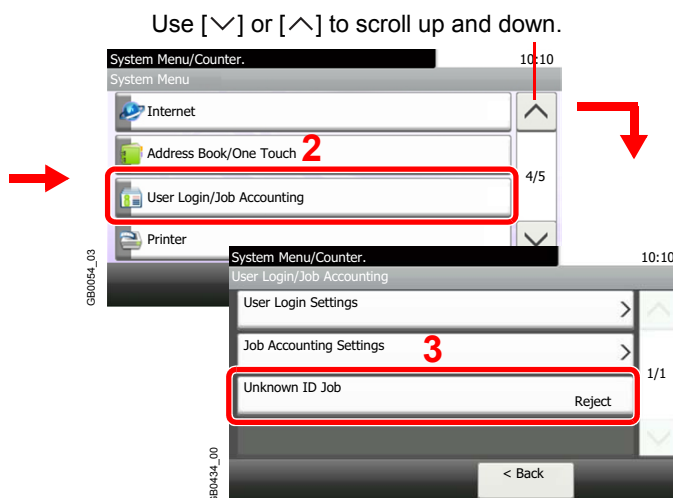 Use [∨] or [∧] to scroll up and down.
System Menu/Counter.
10:10
System Menu
Internet
Address Book/One Touch
2
4/5
User Login/Job Accounting
Printer
GB0054_03
System Menu/Counter.
10:10
User Login/Job Accounting
User Login Settings
Job Accounting Settings
3
1/1
Unknown ID Job
Reject
< Back
GB0434_00